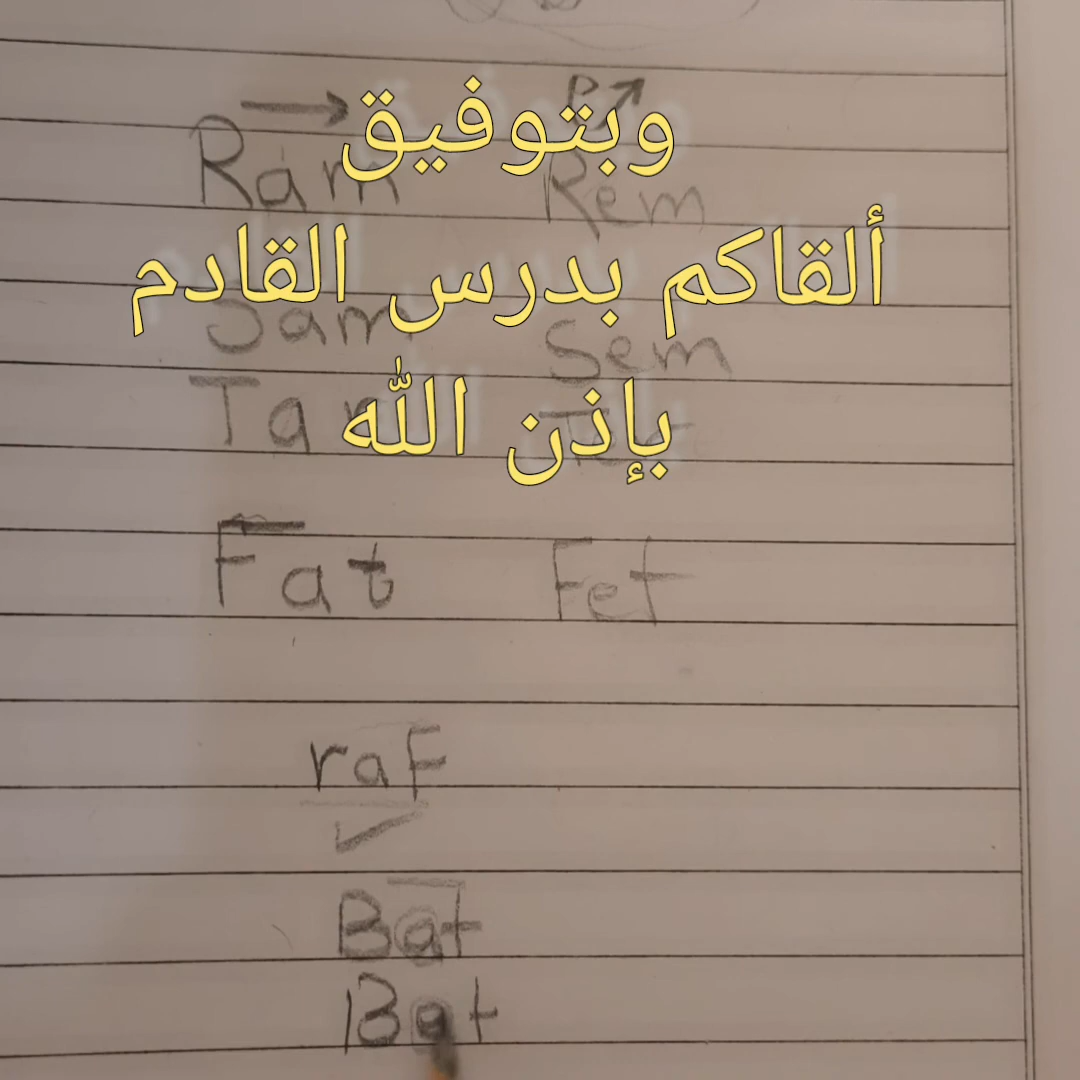 وبتوفيق
ألقاكم بدرس القادم
بإذن الله
Ram Rem
Sam Sem
Fat Fet
raF
Bat
Bat